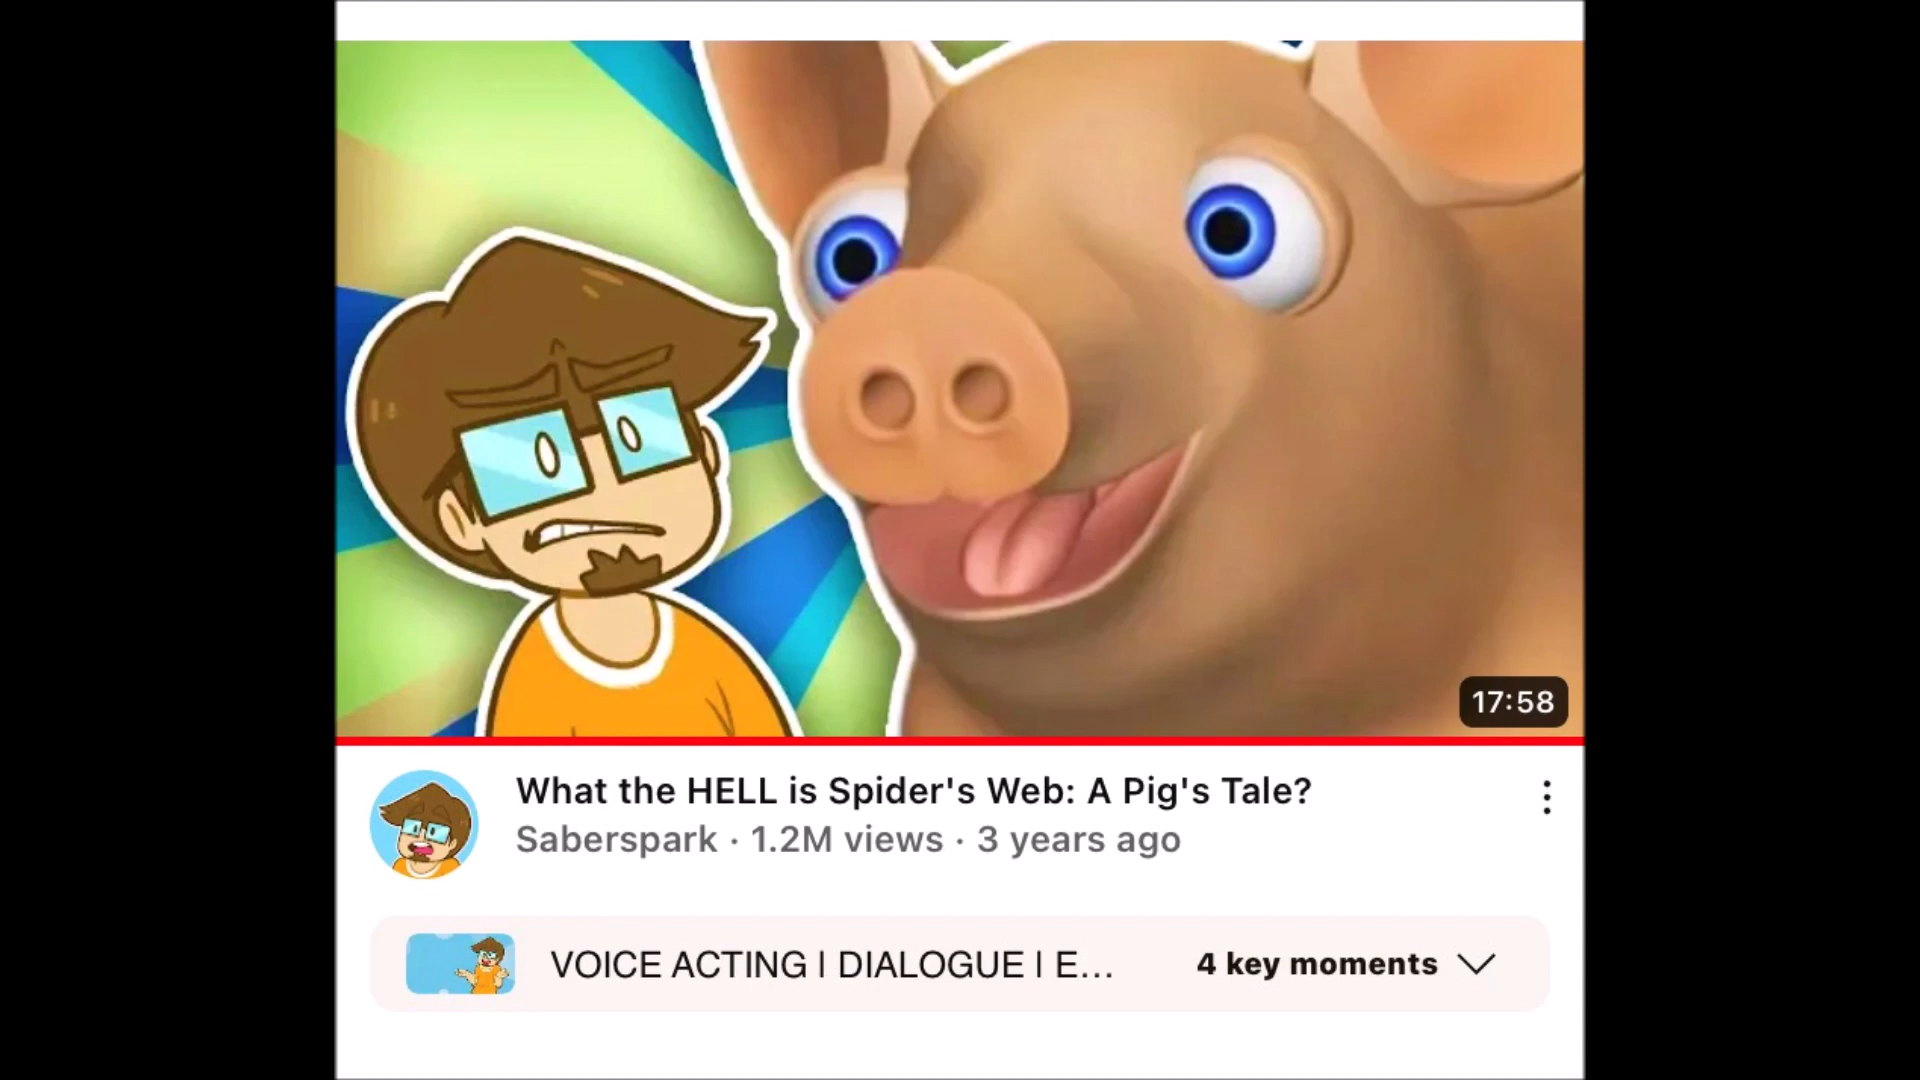 17:58
What the HELL is Spider's Web: A Pig's Tale?
Saberspark · 1.2M views · 3 years ago
VOICE ACTING | DIALOGUE | E... 4 key moments